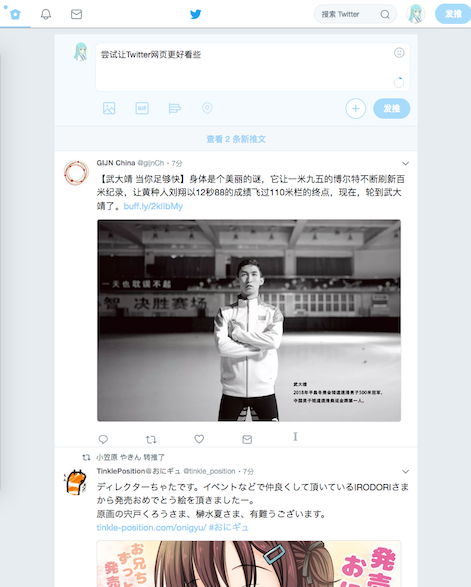 搜索 Twitter
发推
尝试让Twitter网页更好看些
GIF
发推
查看 2 条新推文
GIJN China @gijnCh · 7分
【武大靖 当你足够快】身体是个美丽的谜，它让一米九五的博尔特不断刷新百
米纪录，让黄种人刘翔以12秒88的成绩飞过110米栏的终点，现在，轮到武大
靖了。buff.ly/2kIlbMy
一天也耽误不起
智 决胜赛场
武大靖
2018年平昌冬奥会短道速滑男子500米冠军，
中国男子短道速滑奥运金牌第一人。
小笠原 やきん 转推了
TinklePosition@おにギュ @tinkle_position · 7分
ディレクターちゃたです。イベントなどで仲良くして頂いているIRODORIさま
から発売おめでとう絵を頂きましたー。
原画の宍戸くろうさま、榊水夏さま、有難うございます。
tinkle-position.com/onigyu/ #おにギュ
お兄ち
ずっ
発売
発売
お